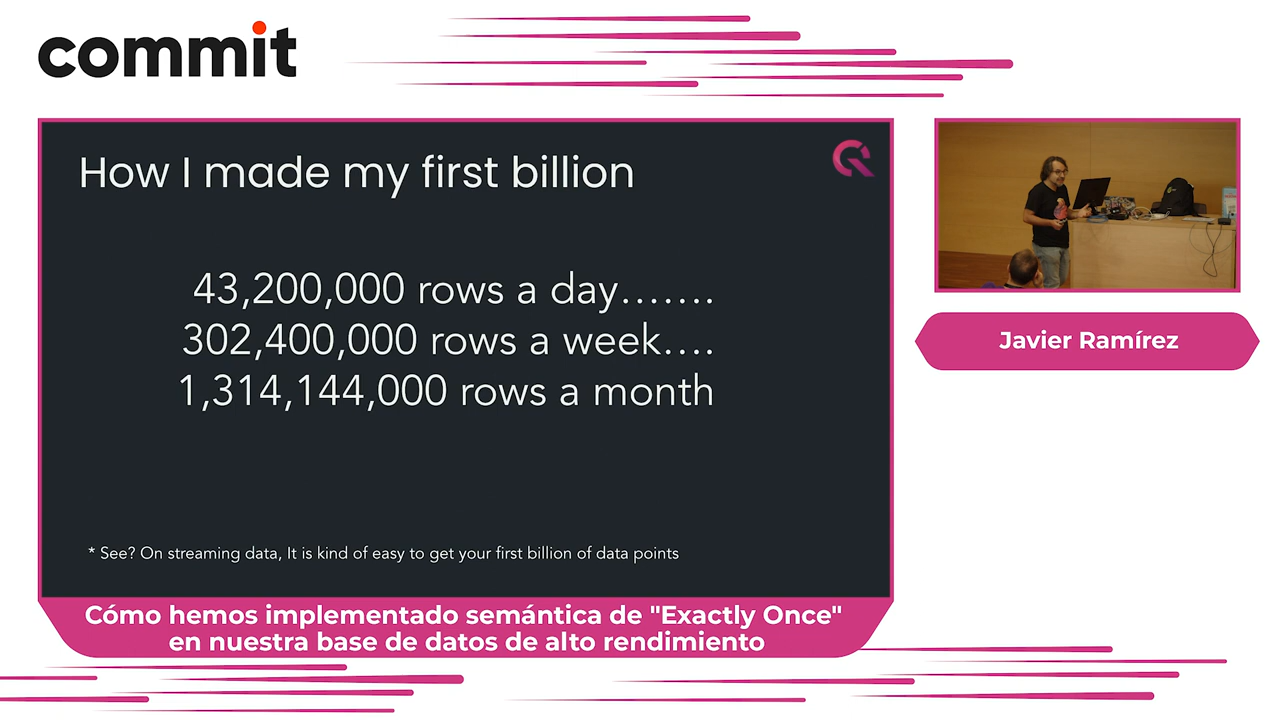 commit
How I made my first billion
43,200,000 rows a day.......
302,400,000 rows a week....
1,314,144,000 rows a month
* See? On streaming data, It is kind of easy to get your first billion of data points
Javier Ramírez
Cómo hemos implementado semántica de "Exactly Once"
en nuestra base de datos de alto rendimiento